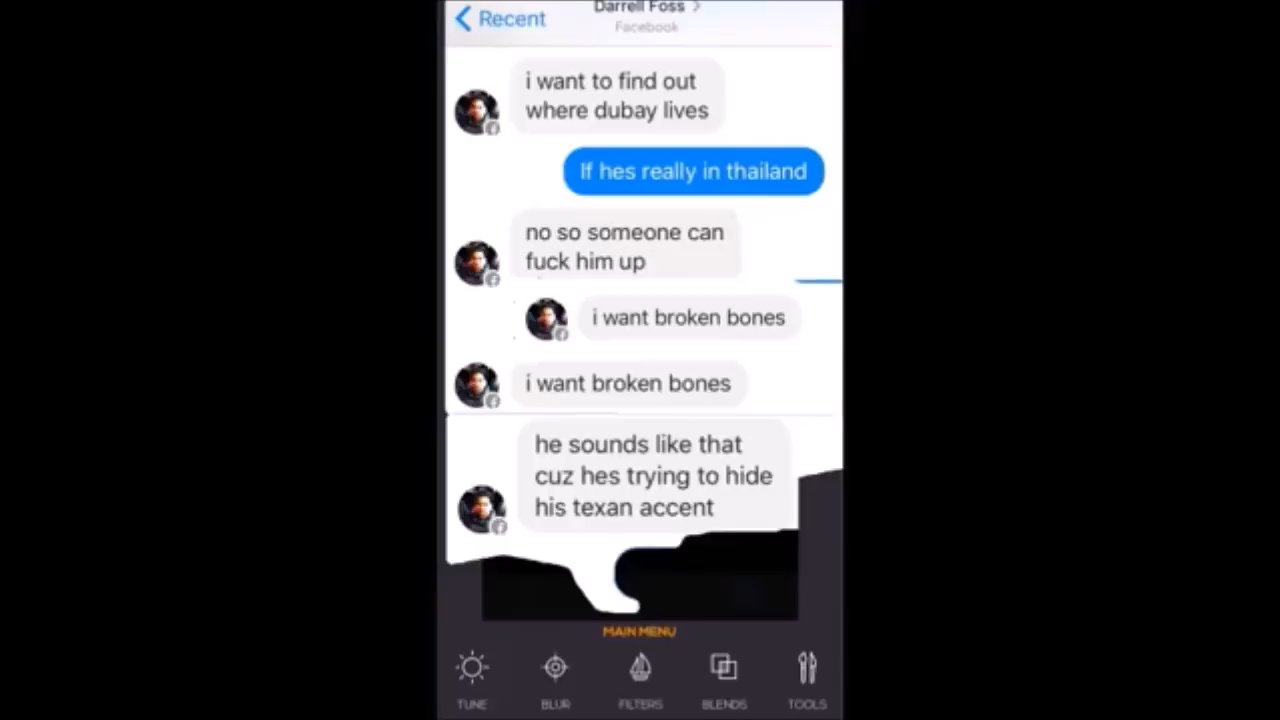 Darrell Foss >
Recent
Facebook
i want to find out
where dubay lives
If hes really in thailand
no so someone can
fuck him up
i want broken bones
i want broken bones
he sounds like that
cuz hes trying to hide
his texan accent
MAIN MENU
TUNE
BLUR
FILTERS
BLENDS
TOOLS